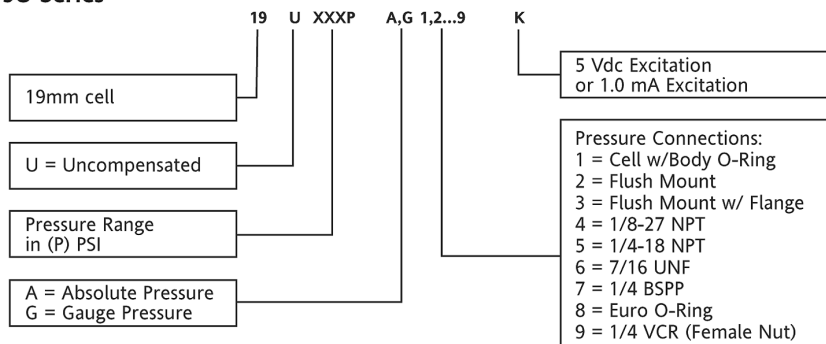 19 U XXXP A,G 1,2...9 K
19mm cell
U = Uncompensated
Pressure Range
in (P) PSI
A = Absolute Pressure
G = Gauge Pressure
5 Vdc Excitation
or 1.0 mA Excitation
Pressure Connections:
1 = Cell w/Body O-Ring
2 = Flush Mount
3 = Flush Mount w/ Flange
4 = 1/8-27 NPT
5 = 1/4-18 NPT
6 = 7/16 UNF
7 = 1/4 BSPP
8 = Euro O-Ring
9 = 1/4 VCR (Female Nut)